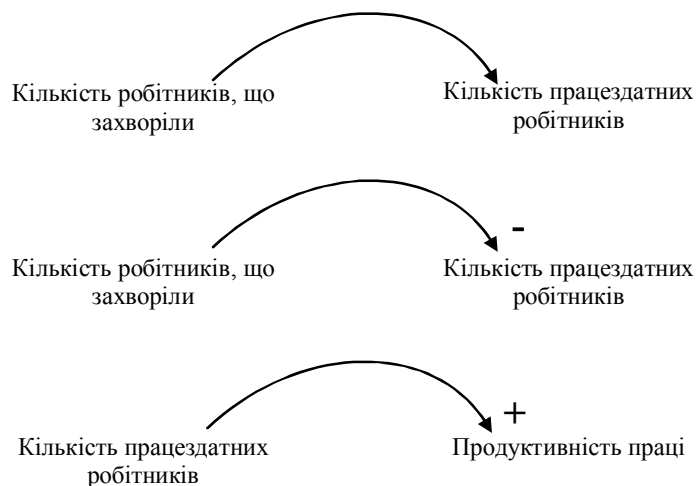 Кількість робітників, що
захворіли
Кількість працездатних
робітників
-
Кількість робітників, що
захворіли
Кількість працездатних
робітників
+
Кількість працездатних
робітників
Продуктивність праці